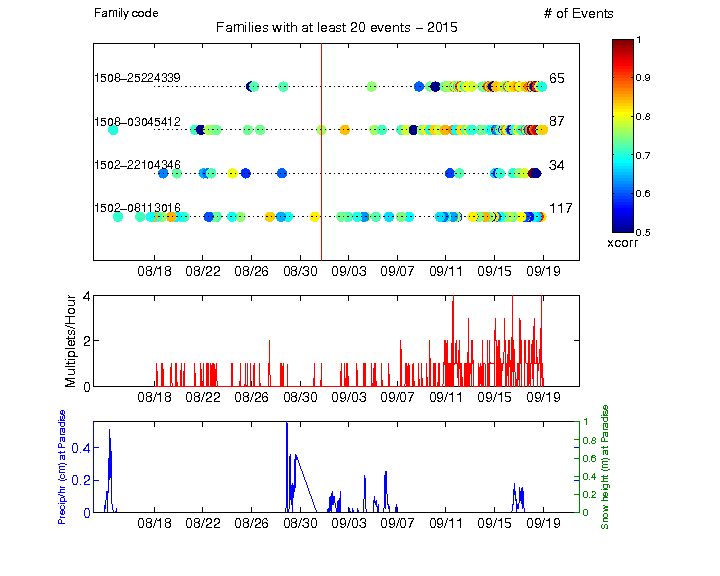 Family code
# of Events
Families with at least 20 events − 2015
1508−25224339
65
1508−03045412
87
1502−22104346
34
1502−08113016
117
08/18 08/22 08/26 08/30 09/03 09/07 09/11 09/15 09/19
1
0.9
0.8
0.7
0.6
0.5
xcorr
Multiplets/Hour
4
2
0
08/18 08/22 08/26 08/30 09/03 09/07 09/11 09/15 09/19
Precip/hr (cm) at Paradise
0.4
0.2
0
1
0.8
0.6
0.4
0.2
0
Snow height (m) at Paradise
08/18 08/22 08/26 08/30 09/03 09/07 09/11 09/15 09/19